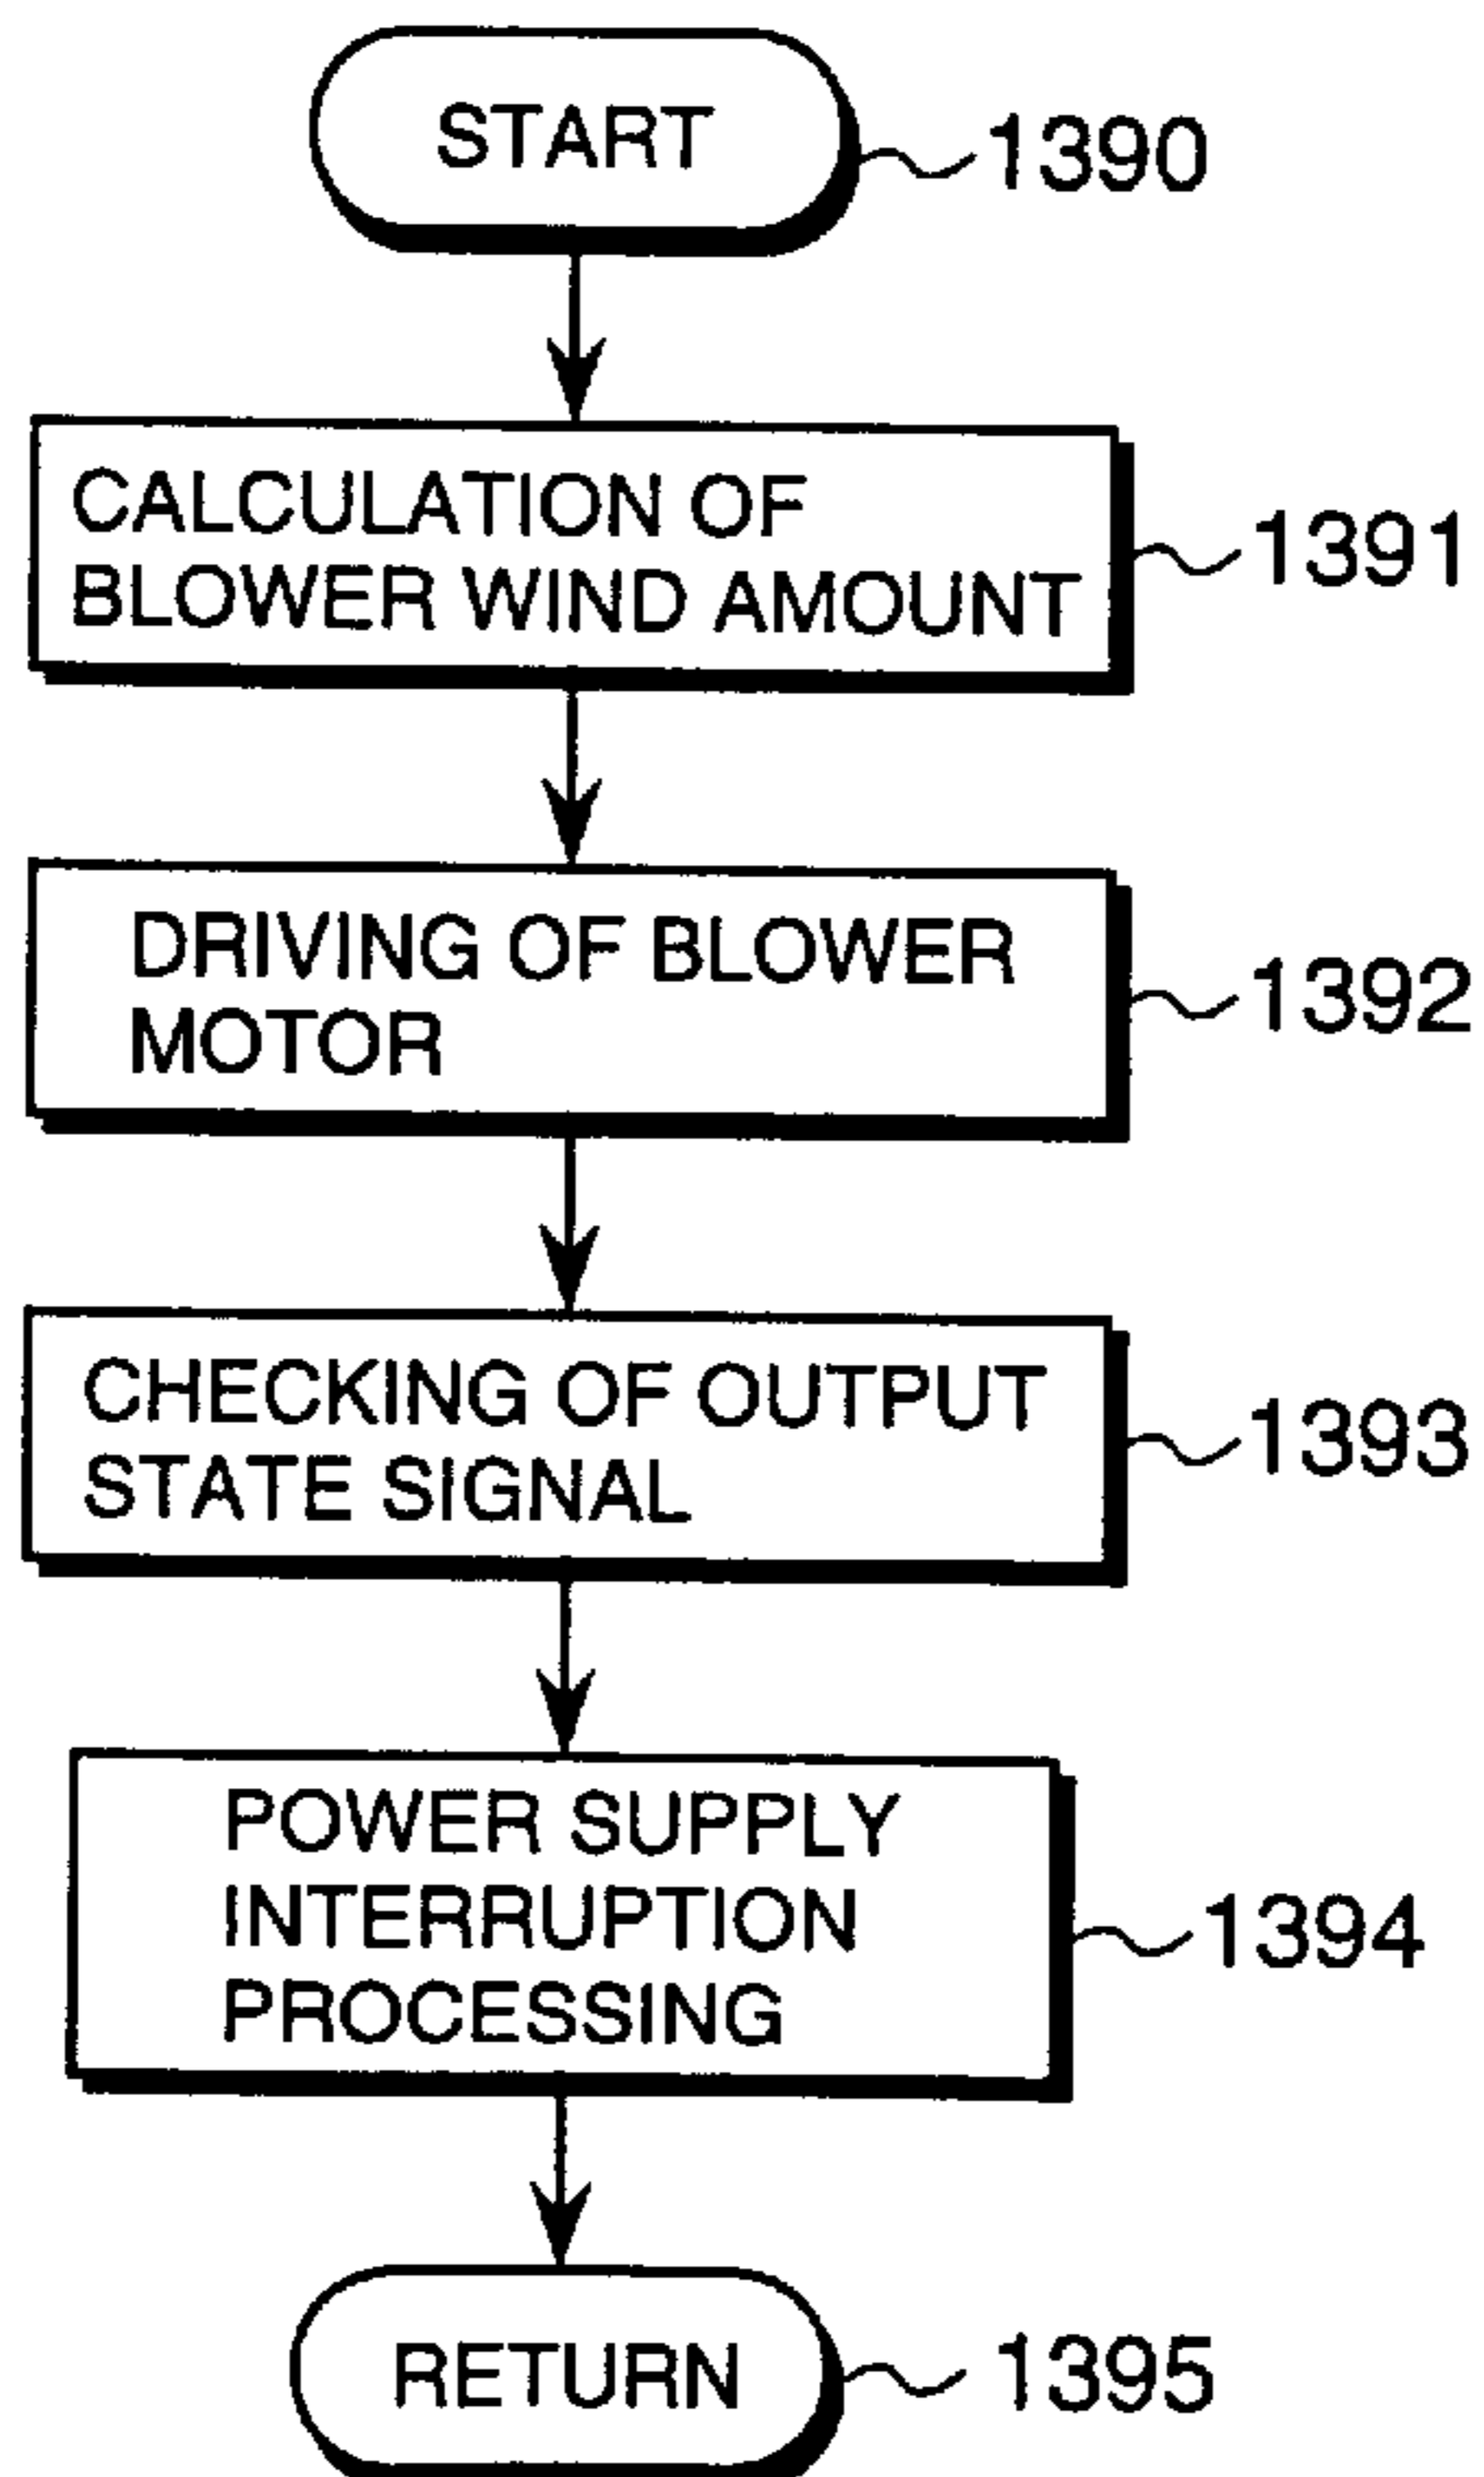 START
1390
CALCULATION OF
BLOWER WIND AMOUNT
1391
DRIVING OF BLOWER
MOTOR
1392
CHECKING OF OUTPUT
STATE SIGNAL
1393
POWER SUPPLY
INTERRUPTION
PROCESSING
1394
RETURN
1395